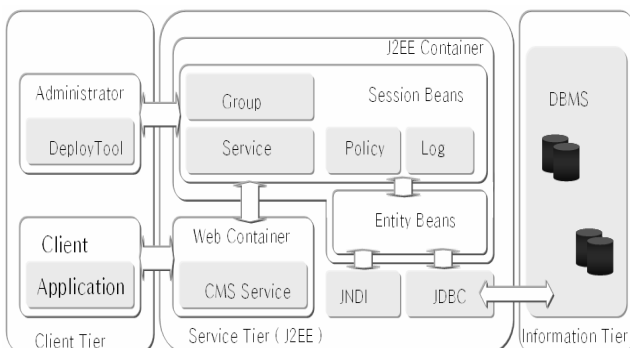 J2EE Container
Administrator
DeployTool
Group
Session Beans
Service
Policy
Log
DBMS
Entity Beans
Client
Application
Web Container
CMS Service
JNDI
JDBC
Client Tier
Service Tier ( J2EE )
Information Tier